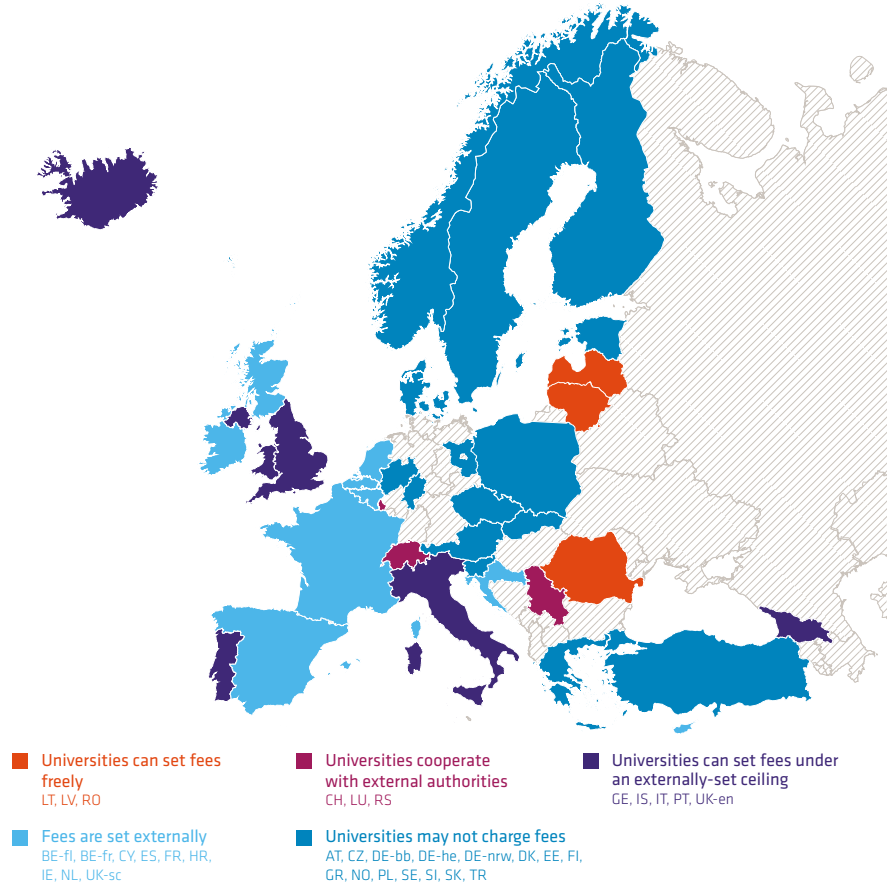 Universities can set fees
freely
LT, LV, RO
Universities cooperate
with external authorities
CH, LU, RS
Universities can set fees under
an externally-set ceiling
GE, IS, IT, PT, UK-en
Fees are set externally
BE-fl, BE-fr, CY, ES, FR, HR,
IE, NL, UK-sc
Universities may not charge fees
AT, CZ, DE-bb, DE-he, DE-nrw, DK, EE, FI,
GR, NO, PL, SE, SI, SK, TR